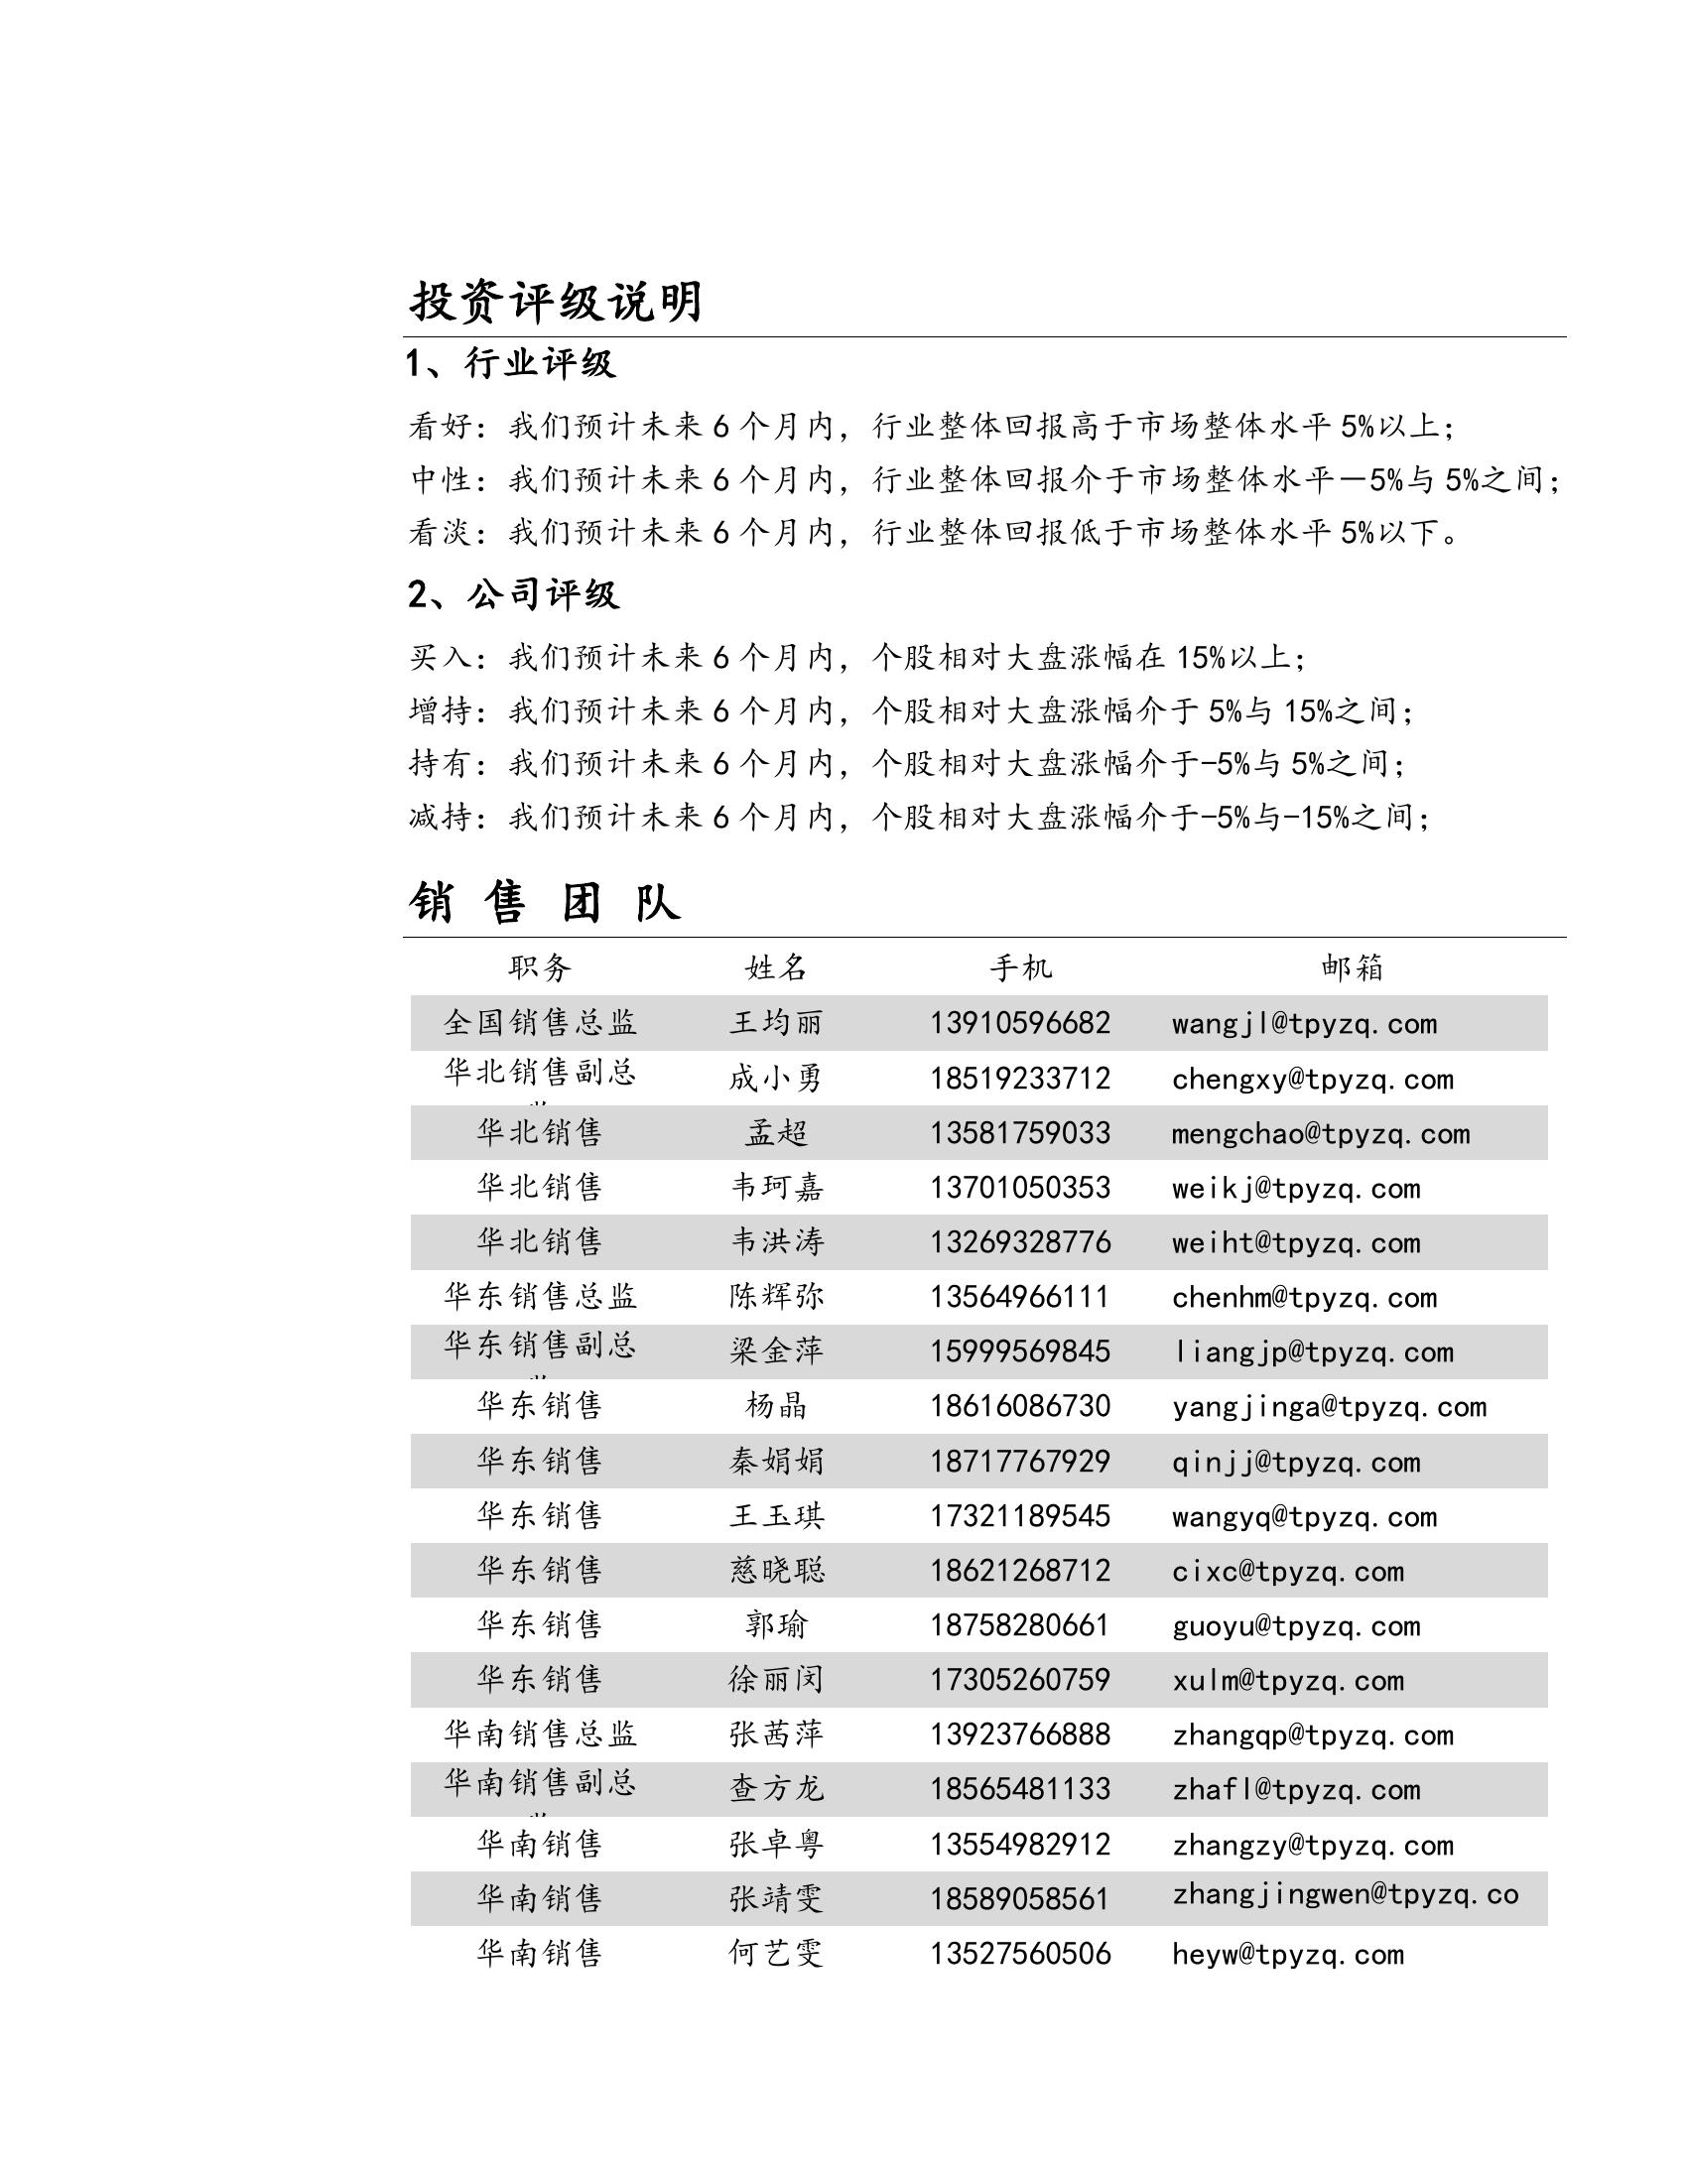 投资评级说明
1、行业评级
看好：我们预计未来6个月内，行业整体回报高于市场整体水平5%以上；
中性：我们预计未来6个月内，行业整体回报介于市场整体水平－5%与5%之间；
看淡：我们预计未来6个月内，行业整体回报低于市场整体水平5%以下。
2、公司评级
买入：我们预计未来6个月内，个股相对大盘涨幅在15%以上；
增持：我们预计未来6个月内，个股相对大盘涨幅介于5%与15%之间；
持有：我们预计未来6个月内，个股相对大盘涨幅介于-5%与5%之间；
减持：我们预计未来6个月内，个股相对大盘涨幅介于-5%与-15%之间；
销 售 团 队
职务 姓名 手机 邮箱
全国销售总监 王均丽 13910596682 wangjl@tpyzq.com
华北销售副总 成小勇 18519233712 chengxy@tpyzq.com
华北销售 孟超 13581759033 mengchao@tpyzq.com
华北销售 韦珂嘉 13701050353 weikj@tpyzq.com
华北销售 韦洪涛 13269328776 weiht@tpyzq.com
华东销售总监 陈辉弥 13564966111 chenhm@tpyzq.com
华东销售副总 梁金萍 15999569845 liangjp@tpyzq.com
华东销售 杨晶 18616086730 yangjinga@tpyzq.com
华东销售 秦娟娟 18717767929 qinjj@tpyzq.com
华东销售 王玉琪 17321189545 wangyq@tpyzq.com
华东销售 慈晓聪 18621268712 cixc@tpyzq.com
华东销售 郭瑜 18758280661 guoyu@tpyzq.com
华东销售 徐丽闵 17305260759 xulm@tpyzq.com
华南销售总监 张茜萍 13923766888 zhangqp@tpyzq.com
华南销售副总 查方龙 18565481133 zhafl@tpyzq.com
华南销售 张卓粤 13554982912 zhangzy@tpyzq.com
华南销售 张靖雯 18589058561 zhangjingwen@tpyzq.co
华南销售 何艺雯 13527560506 heyw@tpyzq.com